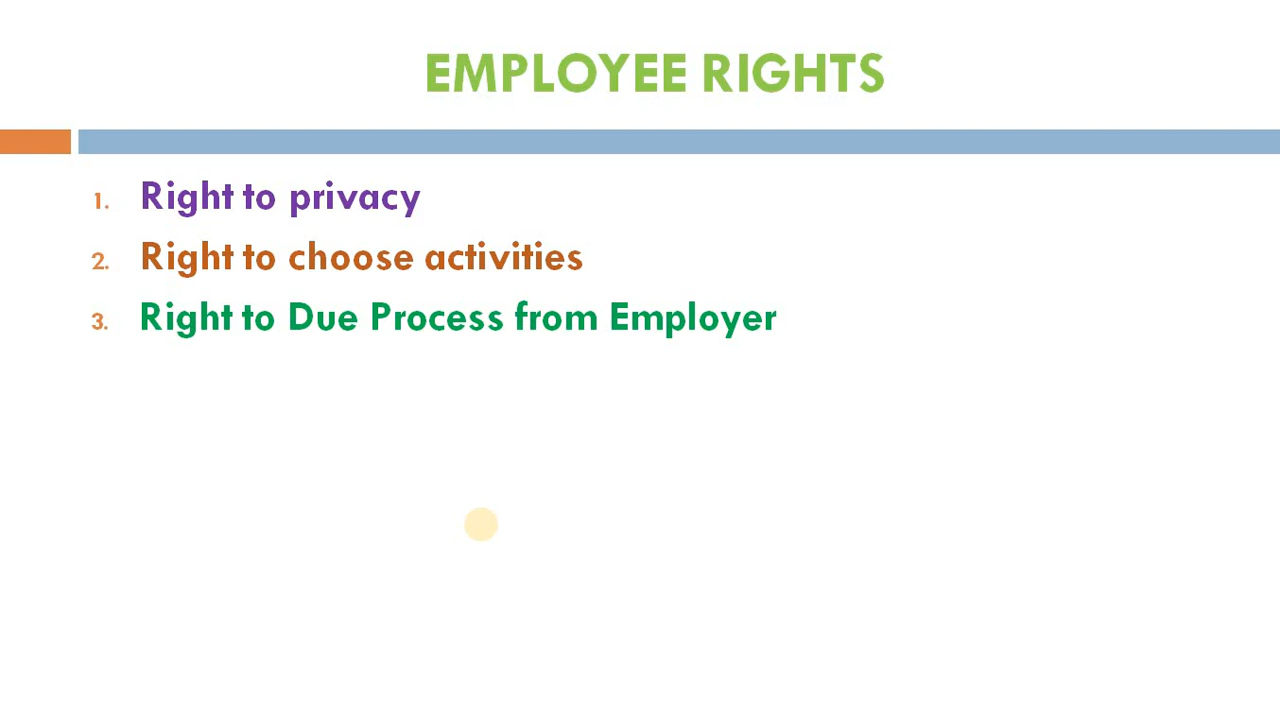 EMPLOYEE RIGHTS
1. Right to privacy
2. Right to choose activities
3. Right to Due Process from Employer